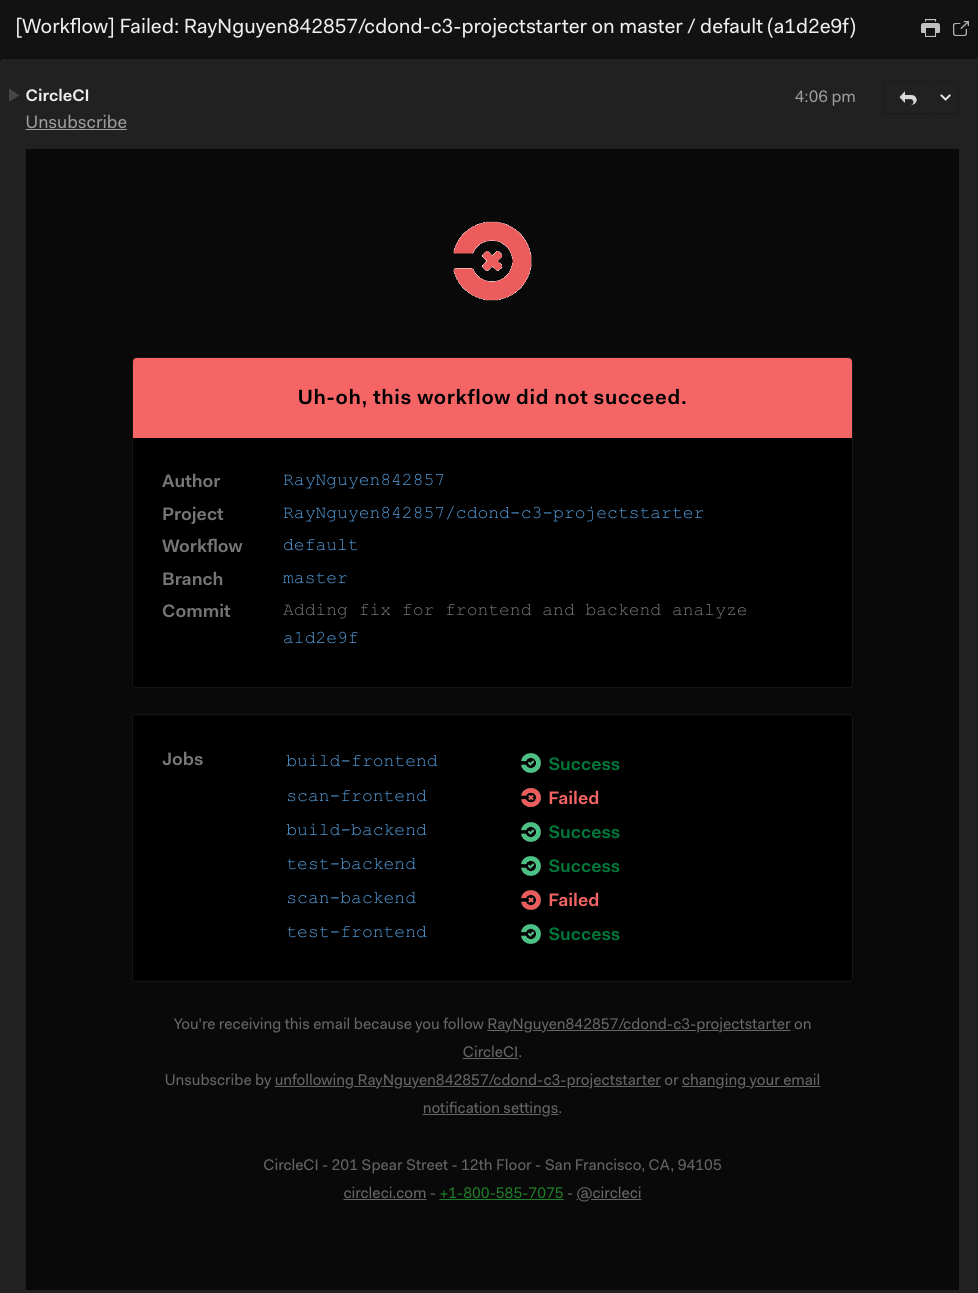 [Workflow] Failed: RayNguyen842857/cdond-c3-projectstarter on master / default (a1d2e9f)
CircleCI
4:06 pm
Unsubscribe
Uh-oh, this workflow did not succeed.
Author RayNguyen842857
Project RayNguyen842857/cdond-c3-projectstarter
Workflow default
Branch master
Commit Adding fix for frontend and backend analyze
a1d2e9f
Jobs build-frontend Success
scan-frontend Failed
build-backend Success
test-backend Success
scan-backend Failed
test-frontend Success
You're receiving this email because you follow RayNguyen842857/cdond-c3-projectstarter on
CircleCI.
Unsubscribe by unfollowing RayNguyen842857/cdond-c3-projectstarter or changing your email
notification settings.
CircleCI - 201 Spear Street - 12th Floor - San Francisco, CA, 94105
circleci.com - +1-800-585-7075 - @circleci